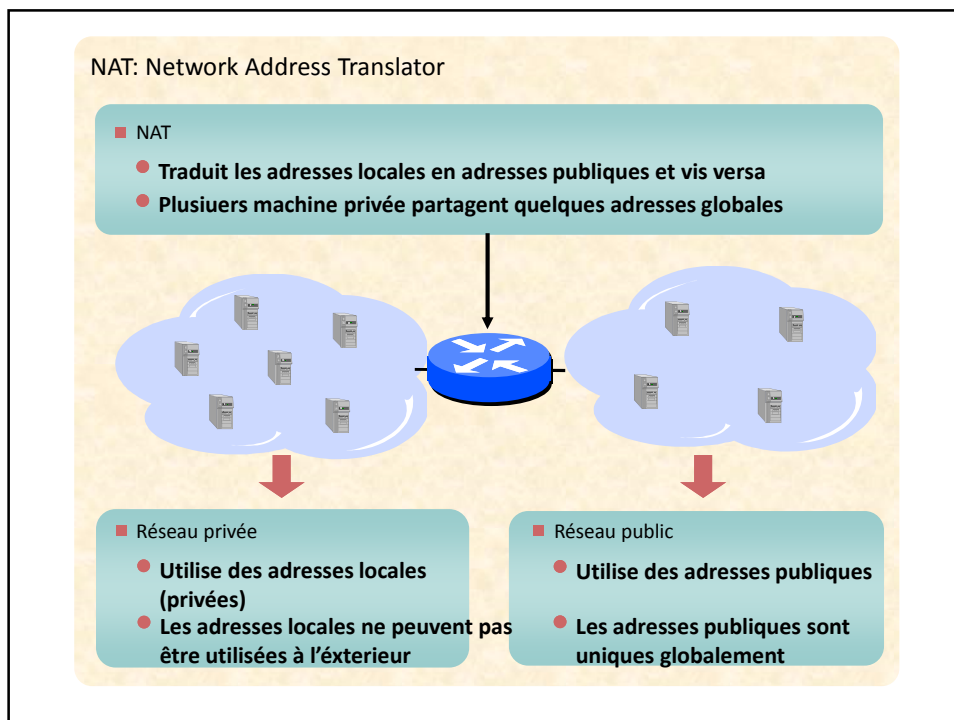 NAT: Network Address Translator
NAT
Traduit les adresses locales en adresses publiques et vis versa
Plusiuers machine privée partagent quelques adresses globales
Réseau privée
Utilise des adresses locales
(privées)
Les adresses locales ne peuvent pas
être utilisées à l'éxterieur
Réseau public
Utilise des adresses publiques
Les adresses publiques sont
uniques globalement